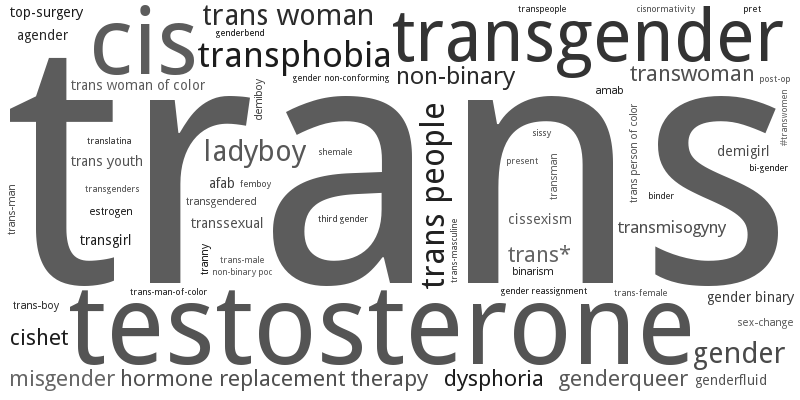 top-surgery
cis
trans woman
transpeople
cisnormativity
pret
agender
genderbend
transgender
transphobia
gender non-conforming
non-binary
transwoman
post-op
trans woman of color
demiboy
amab
trans
#transwomen
translatina
ladyboy
shemale
trans people
sissy
trans person of color
demigirl
trans youth
present
transman
bi-gender
transgenders
afab
femboy
binder
trans-man
estrogen
transgendered
transsexual
third gender
cissexism
transmisogyny
transgirl
tranny
trans-male
trans-masculine
trans*
non-binary poc
binarism
trans-boy
trans-man-of-color
gender reassignment
trans-female
gender binary
testosterone
sex-change
cishet
gender
misgender
hormone replacement therapy
dysphoria
genderqueer
genderfluid